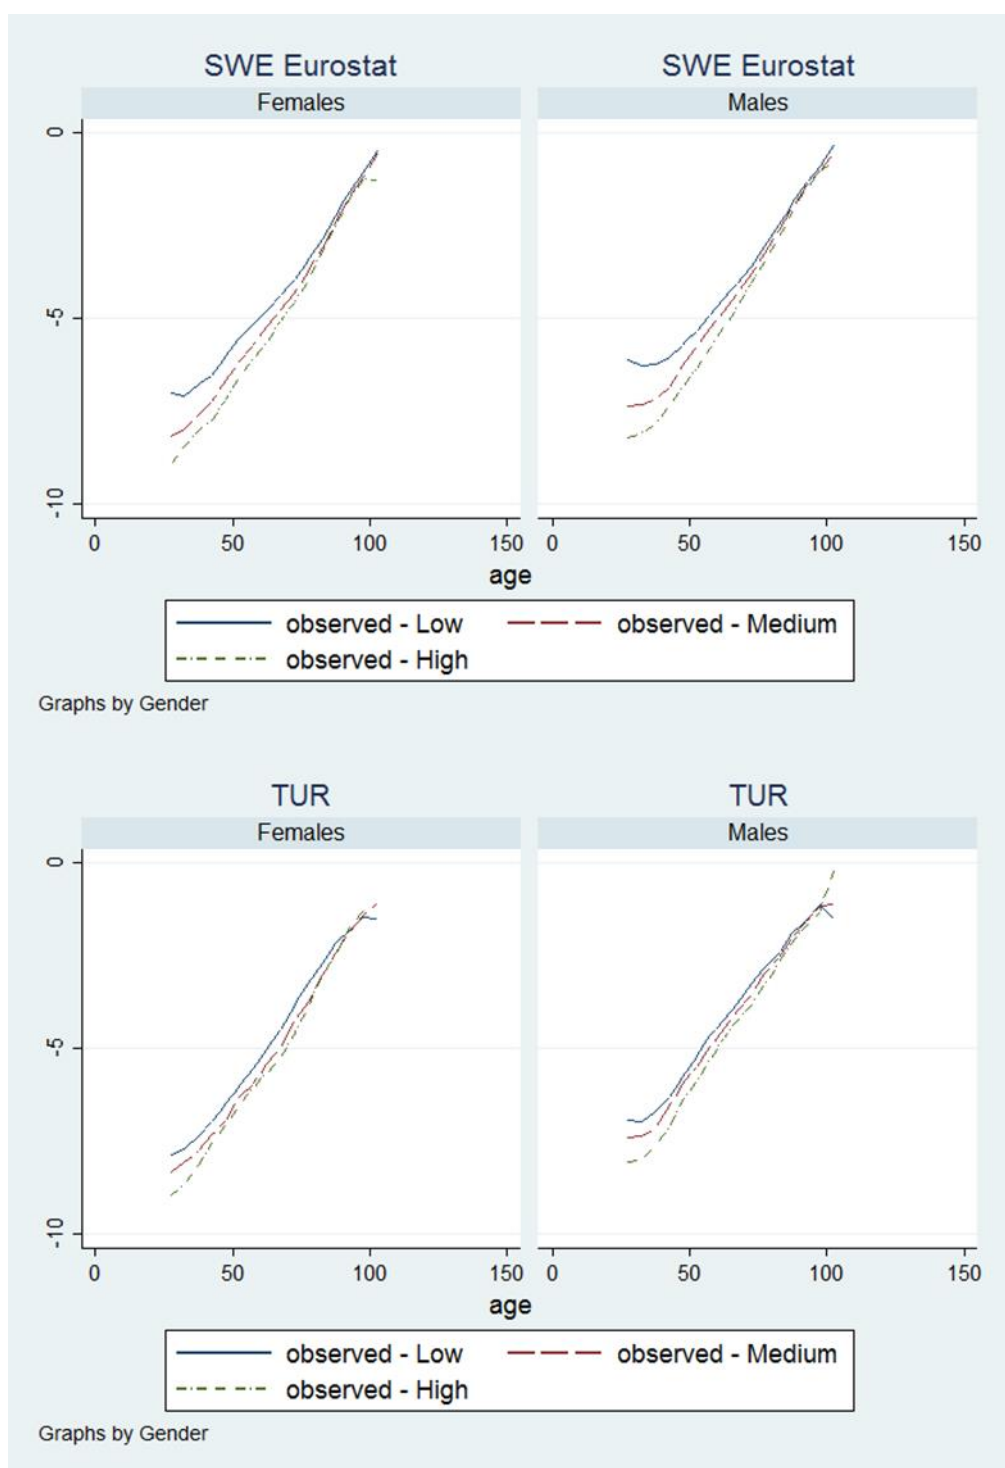 SWE Eurostat SWE Eurostat
Females Males
0
-5
-10
0 50 100 150 0 50 100 150
age
observed - Low observed - Medium
observed - High
Graphs by Gender
TUR TUR
Females Males
0
-5
-10
0 50 100 150 0 50 100 150
age
observed - Low observed - Medium
observed - High
Graphs by Gender